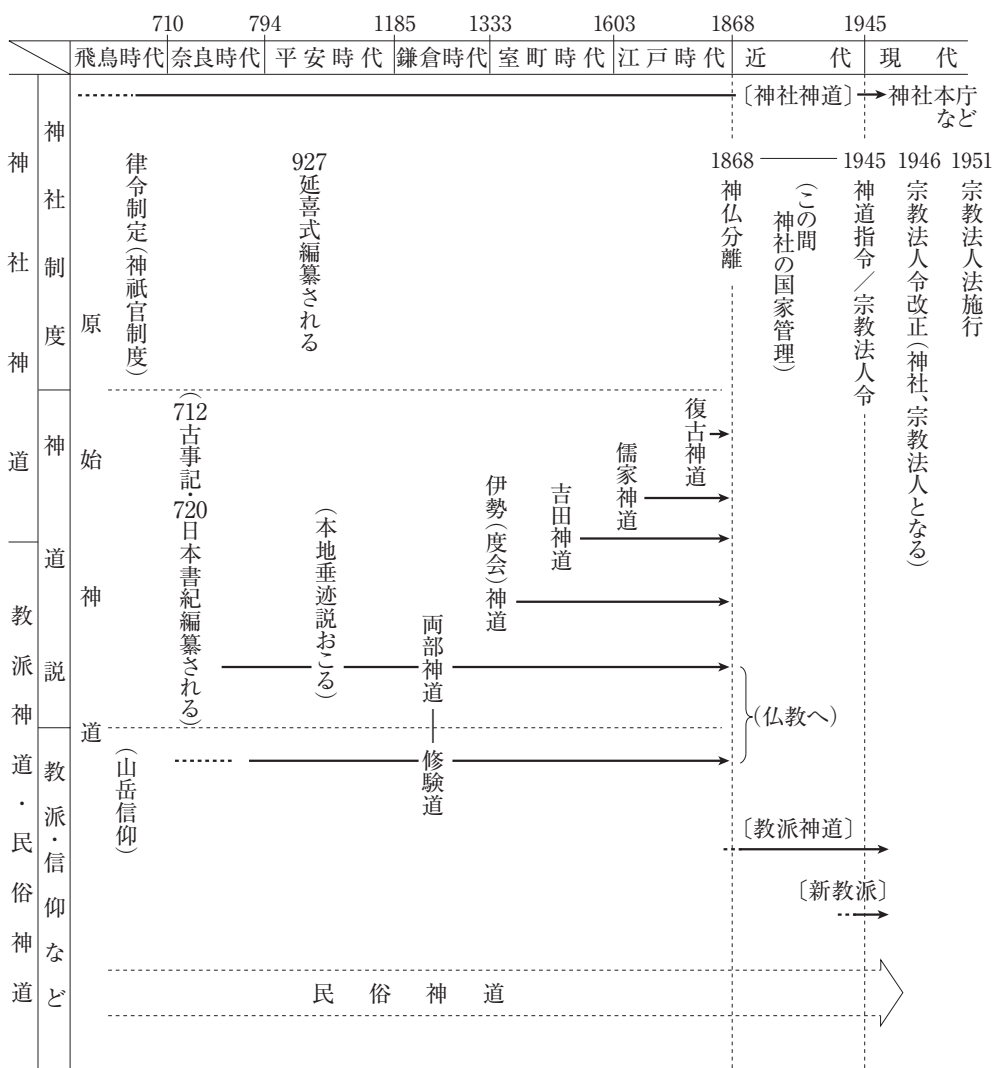 710 794 1185 1333 1603 1868 1945
飛鳥時代 奈良時代 平安時代 鎌倉時代 室町時代 江戸時代 近代 現代
神社神道
教派神道・民俗神道
神社制度
神道説
教派・信仰など
原始神道
〔神社神道〕
神社本庁
など
律令制定(神祇官制度)
927
延喜式編纂される
1868
神仏分離
(この間
神社の国家管理)
1945
神道指令/宗教法人令
1946
宗教法人令改正(神社、宗教法人となる)
1951
宗教法人法施行
(712古事記・720日本書紀編纂される)
(本地垂迹説おこる)
両部神道
伊勢(度会)神道
吉田神道
儒家神道
復古神道
(仏教へ)
(山岳信仰)
修験道
〔教派神道〕
〔新教派〕
民俗神道